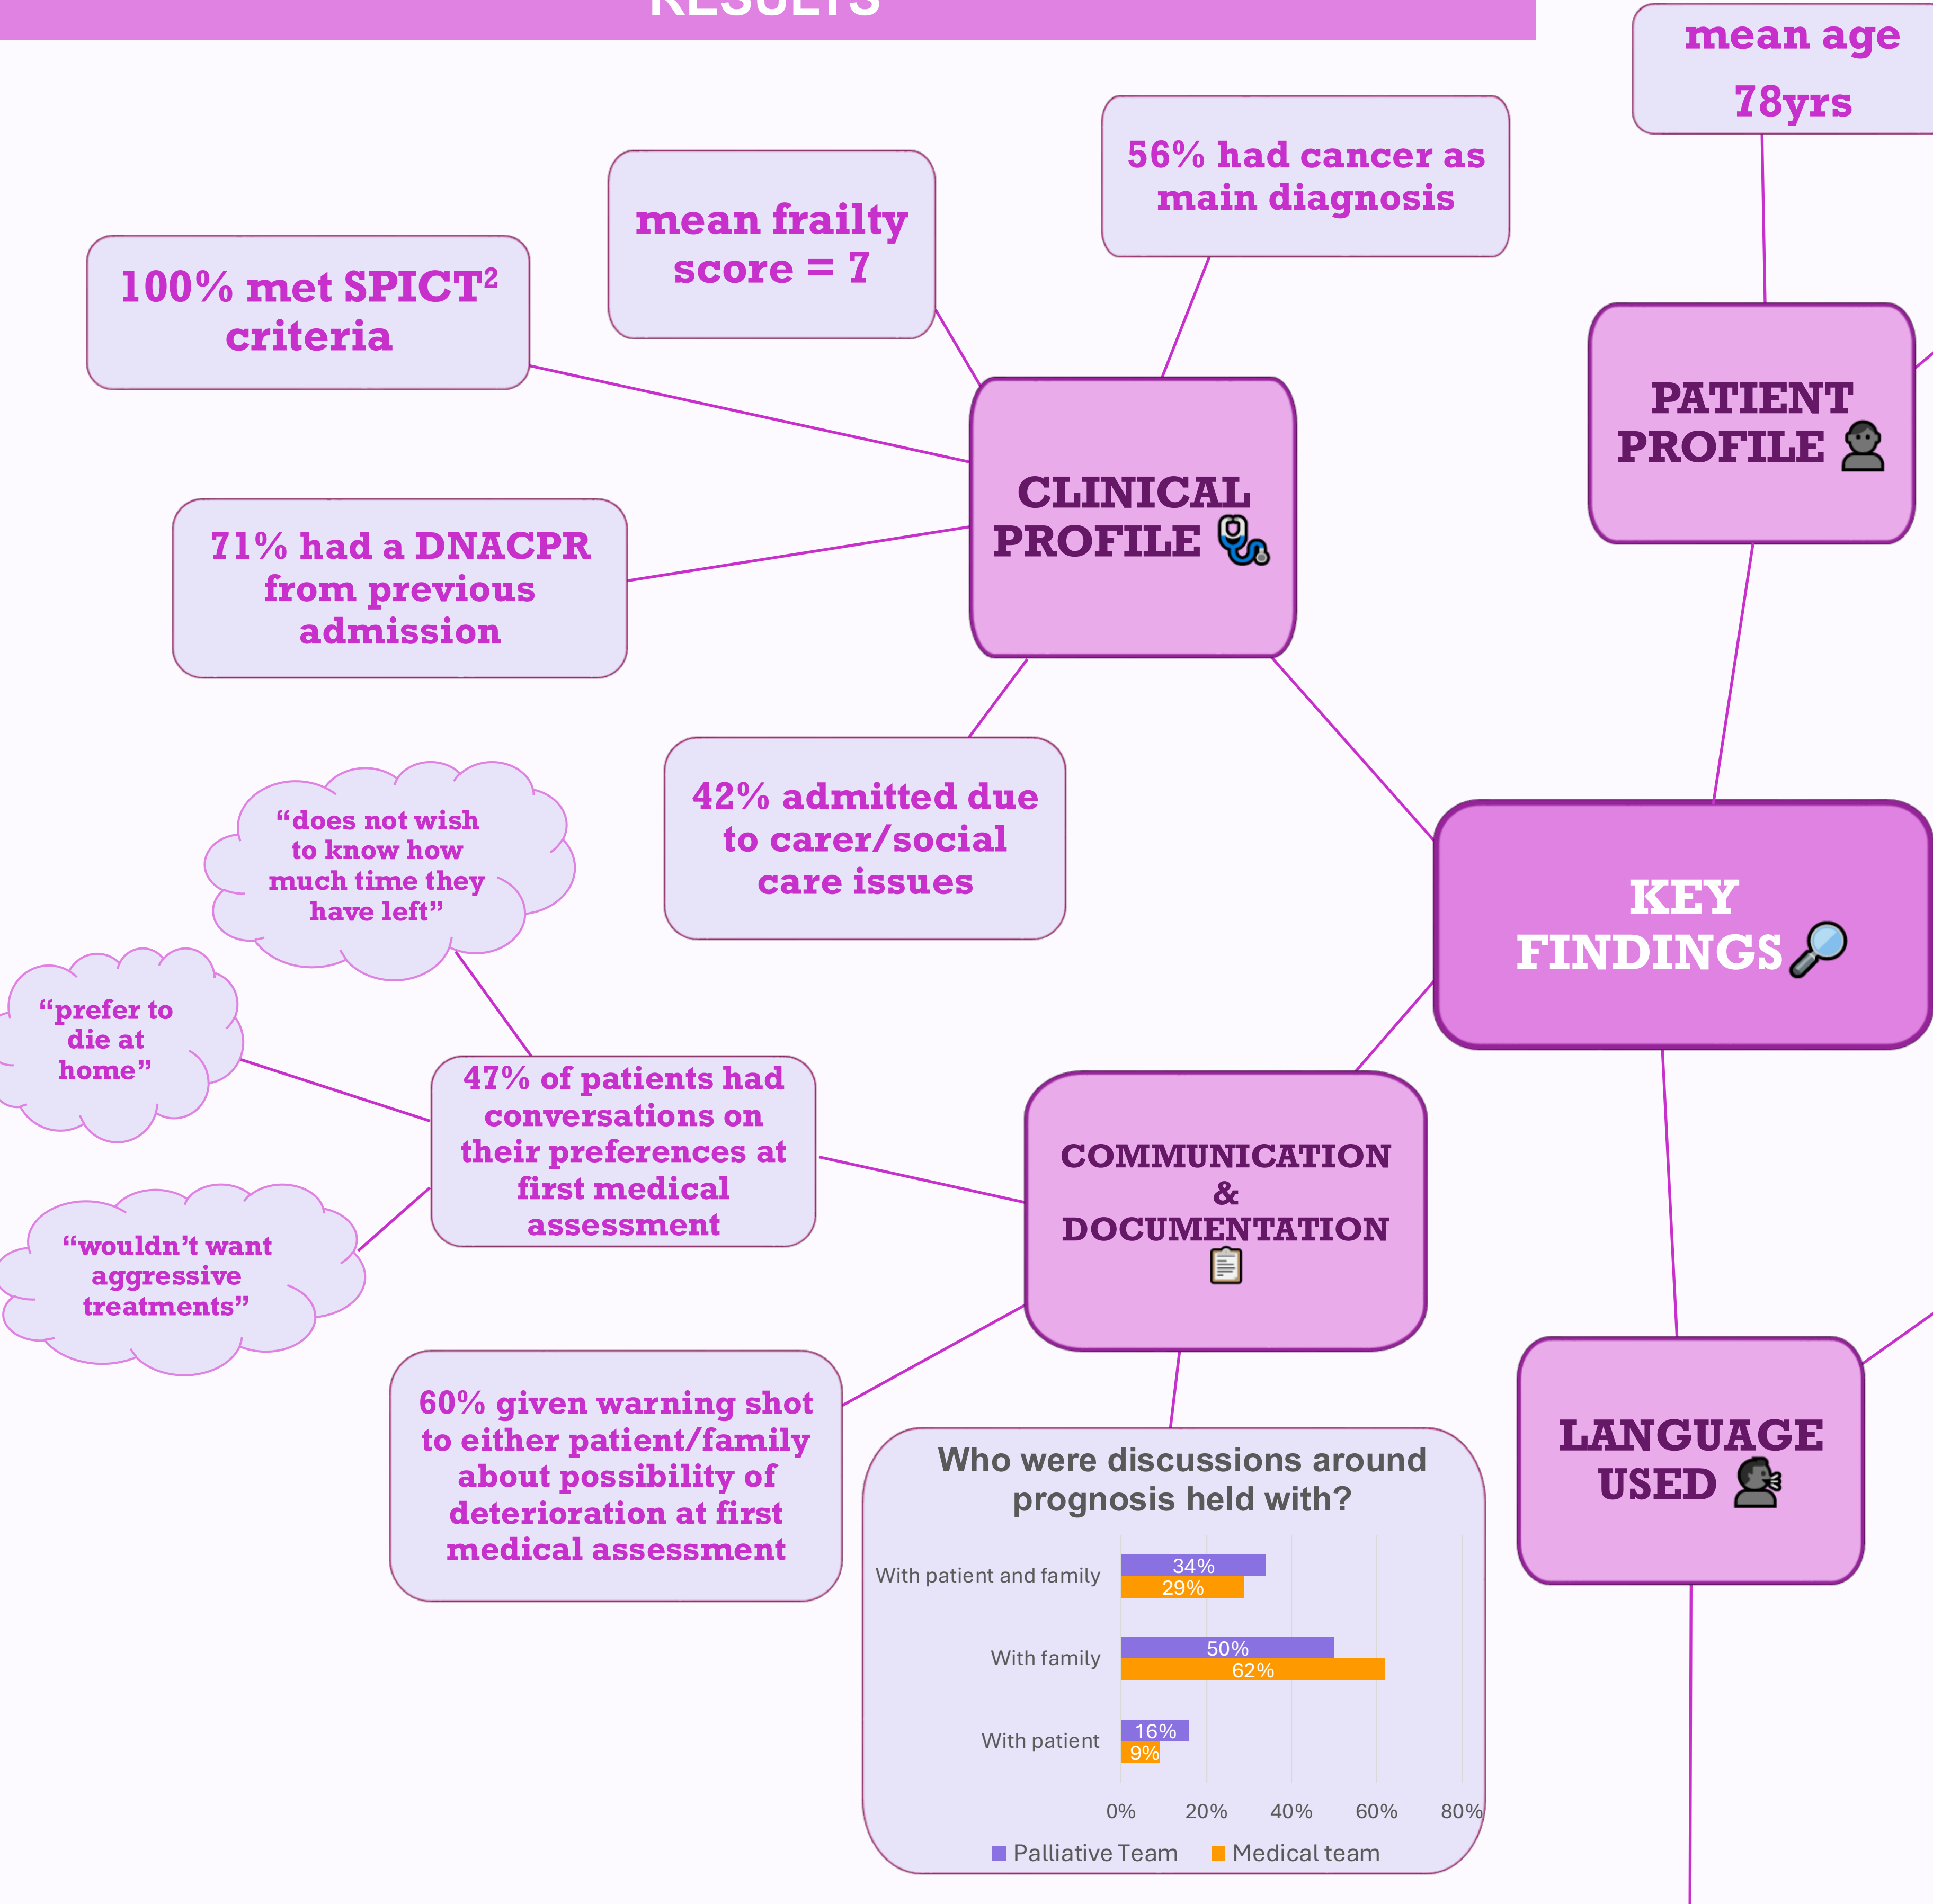 RESULTS
mean age
78yrs
56% had cancer as
main diagnosis
mean frailty
score = 7
100% met SPICT²
criteria
PATIENT
PROFILE
CLINICAL
PROFILE
71% had a DNACPR
from previous
admission
42% admitted due
to carer/social
care issues
“does not wish
to know how
much time they
have left”
KEY
FINDINGS
“prefer to
die at
home”
47% of patients had
conversations on
their preferences at
first medical
assessment
COMMUNICATION
&
DOCUMENTATION
“wouldn’t want
aggressive
treatments”
60% given warning shot
to either patient/family
about possibility of
deterioration at first
medical assessment
LANGUAGE
USED
Who were discussions around
prognosis held with?
With patient and family
34%
29%
With family
50%
62%
With patient
16%
9%
0% 20% 40% 60% 80%
Palliative Team Medical team